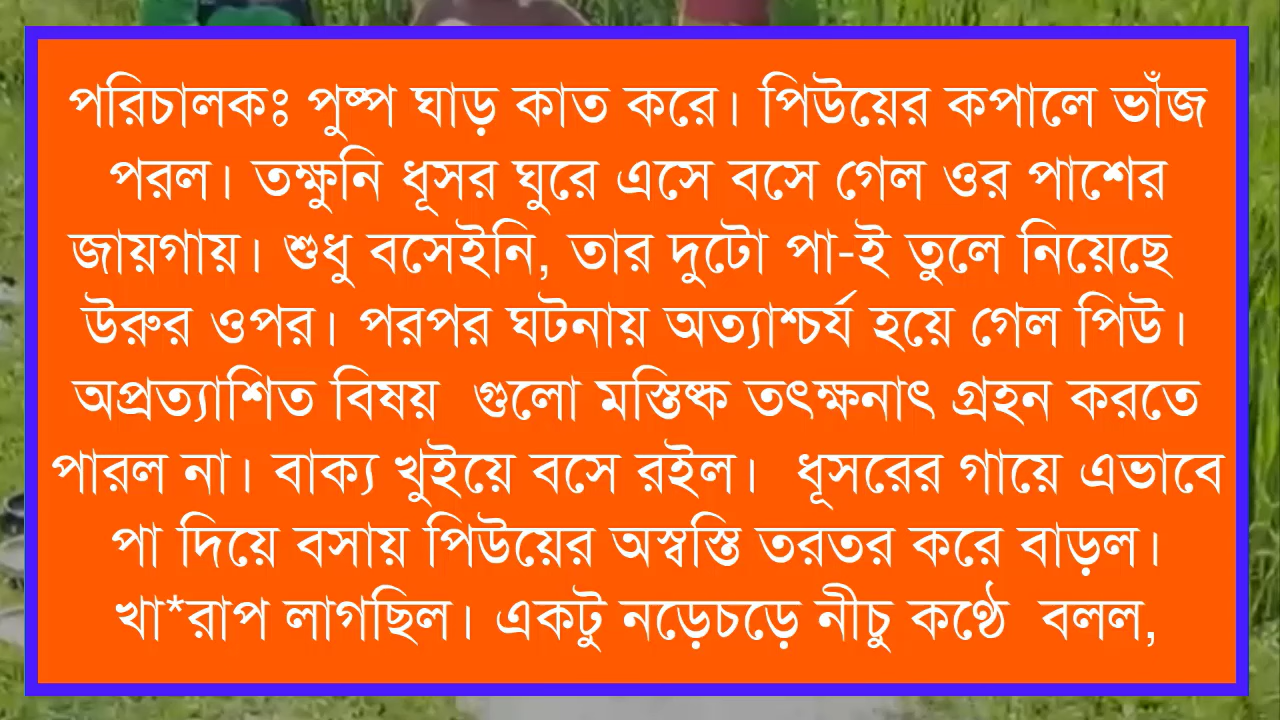 পরিচালকঃ পুষ্প ঘাড় কাত করে। পিউয়ের কপালে ভাঁজ
পরল। তক্ষুনি ধূসর ঘুরে এসে বসে গেল ওর পাশের
জায়গায়। শুধু বসেইনি, তার দুটো পা-ই তুলে নিয়েছে
উরুর ওপর। পরপর ঘটনায় অত্যাশ্চর্য হয়ে গেল পিউ।
অপ্রত্যাশিত বিষয় গুলো মস্তিষ্ক তৎক্ষনাৎ গ্রহন করতে
পারল না। বাক্য খুইয়ে বসে রইল। ধূসরের গায়ে এভাবে
পা দিয়ে বসায় পিউয়ের অস্বস্তি তরতর করে বাড়ল।
খা*রাপ লাগছিল। একটু নড়েচড়ে নীচু কণ্ঠে বলল,